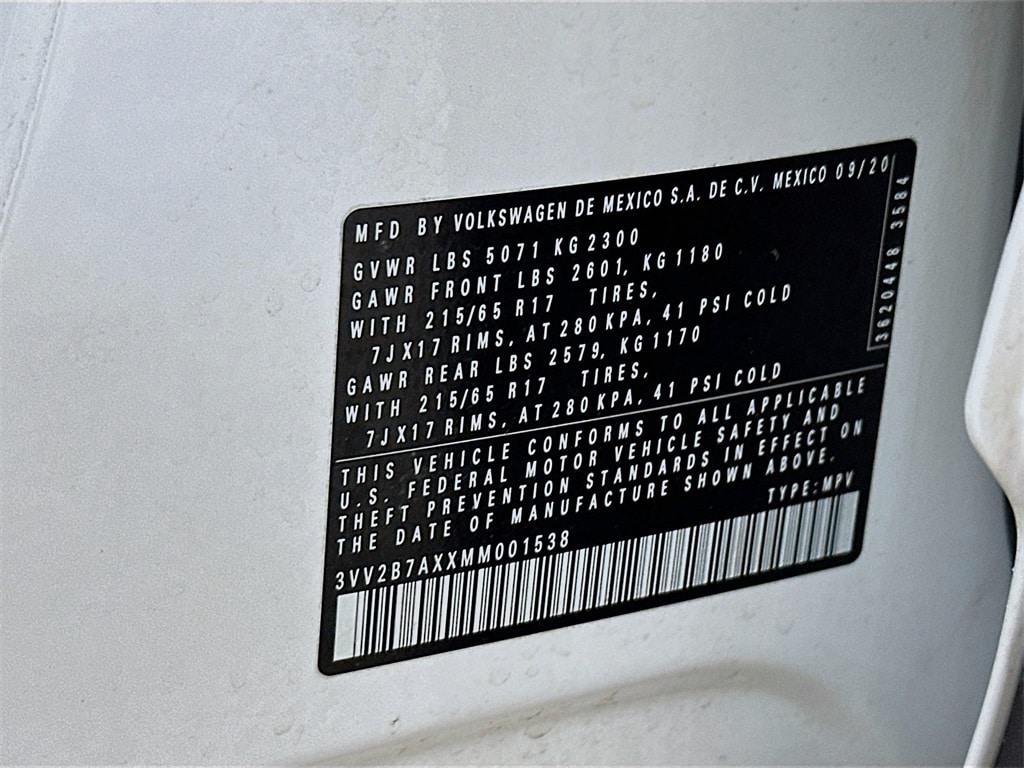 MFD BY VOLKSWAGEN DE MEXICO S.A. DE C.V. MEXICO 09/20
GVWR LBS 5071 KG 2300
GAWR FRONT LBS 2601, KG 1180
WITH 215/65 R17 TIRES,
7J X17 RIMS, AT 280 KPA, 41 PSI COLD
GAWR REAR LBS 2579, KG 1170
WITH 215/65 R17 TIRES,
7J X17 RIMS, AT 280 KPA, 41 PSI COLD
3620448 3584
THIS VEHICLE CONFORMS TO ALL APPLICABLE
U.S. FEDERAL MOTOR VEHICLE SAFETY AND
THEFT PREVENTION STANDARDS IN EFFECT ON
THE DATE OF MANUFACTURE SHOWN ABOVE.
3VV2B7AXXMM001538 TYPE: MPV